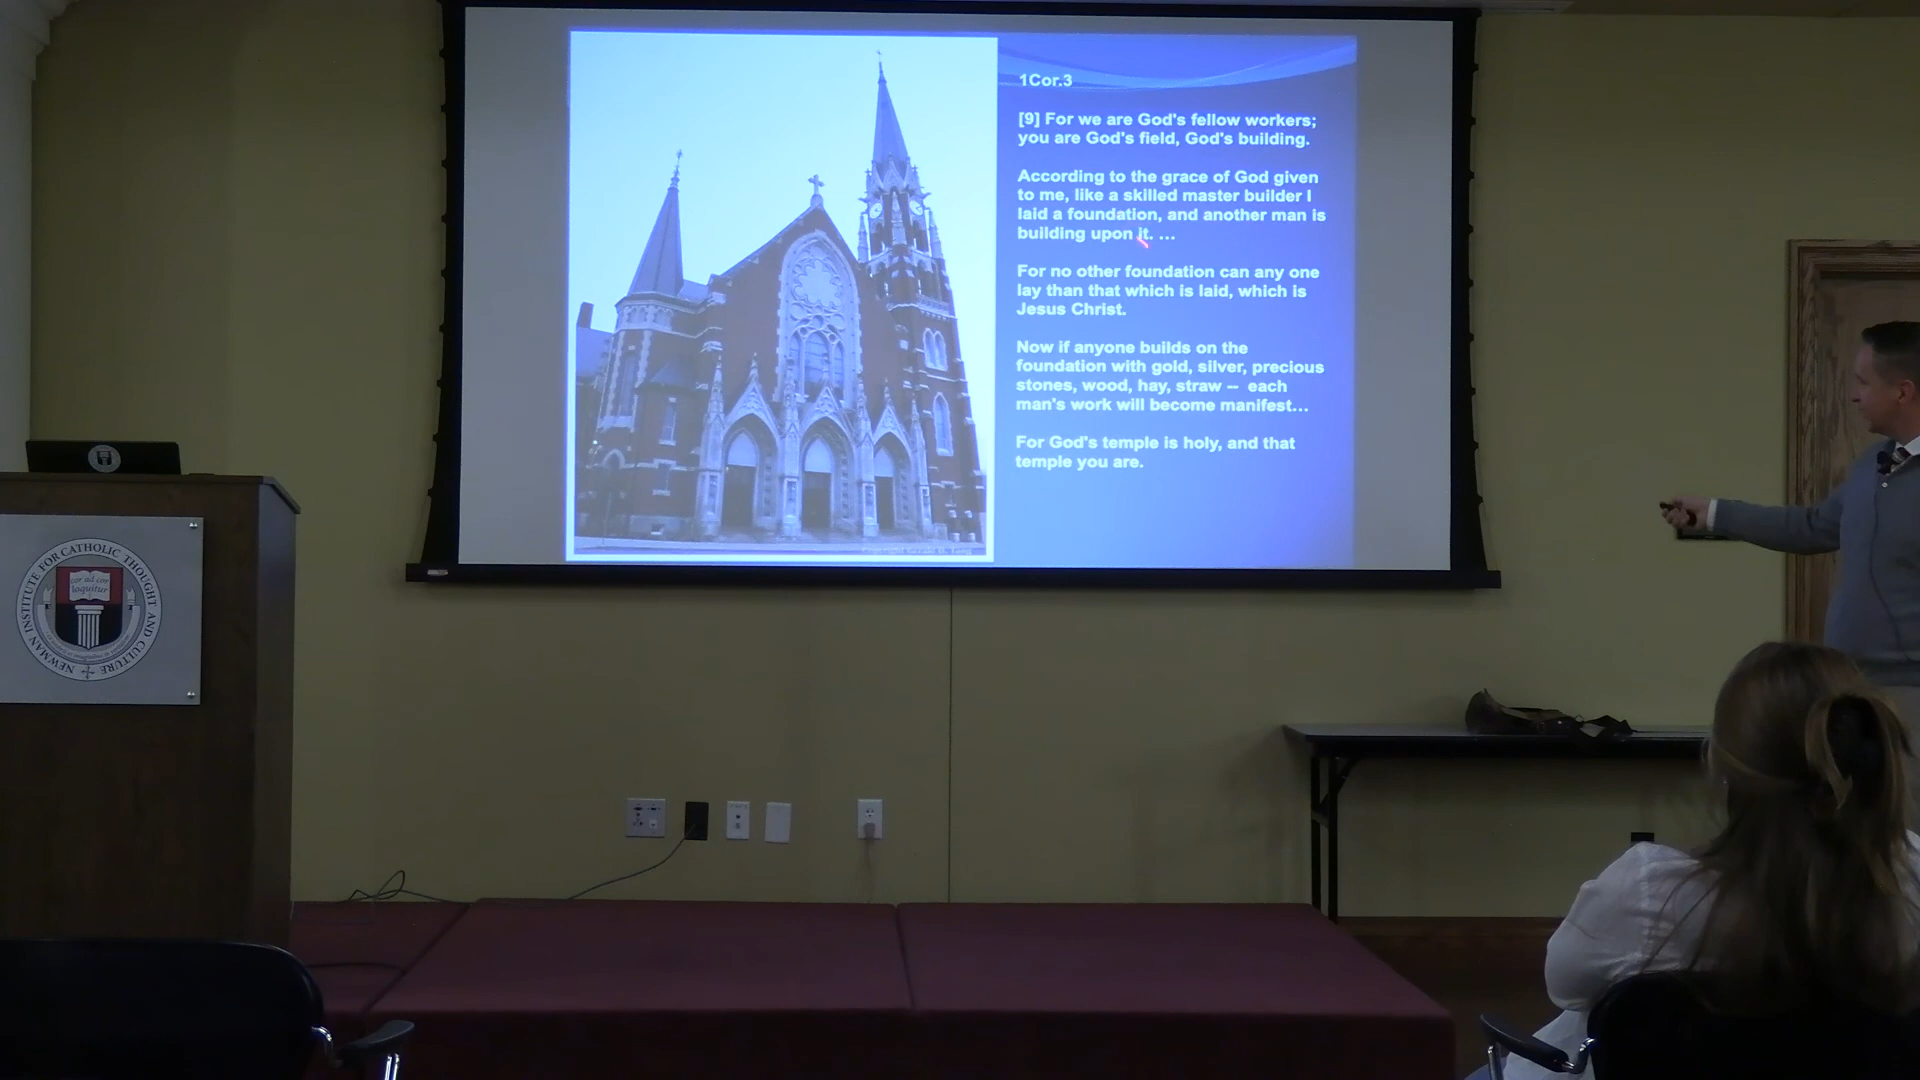 1Cor.3
[9] For we are God's fellow workers;
you are God's field, God's building.
According to the grace of God given
to me, like a skilled master builder I
laid a foundation, and another man is
building upon it. ...
For no other foundation can any one
lay than that which is laid, which is
Jesus Christ.
Now if anyone builds on the
foundation with gold, silver, precious
stones, wood, hay, straw -- each
man's work will become manifest...
For God's temple is holy, and that
temple you are.
NEWMAN INSTITUTE FOR CATHOLIC THOUGHT AND CULTURE
cor ad cor
loquitur